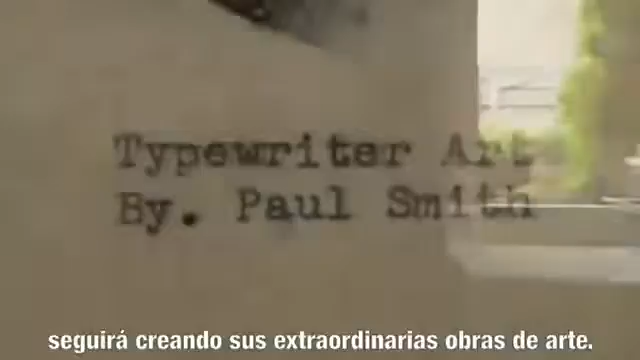 Typewriter Art
By. Paul Smith
seguirá creando sus extraordinarias obras de arte.